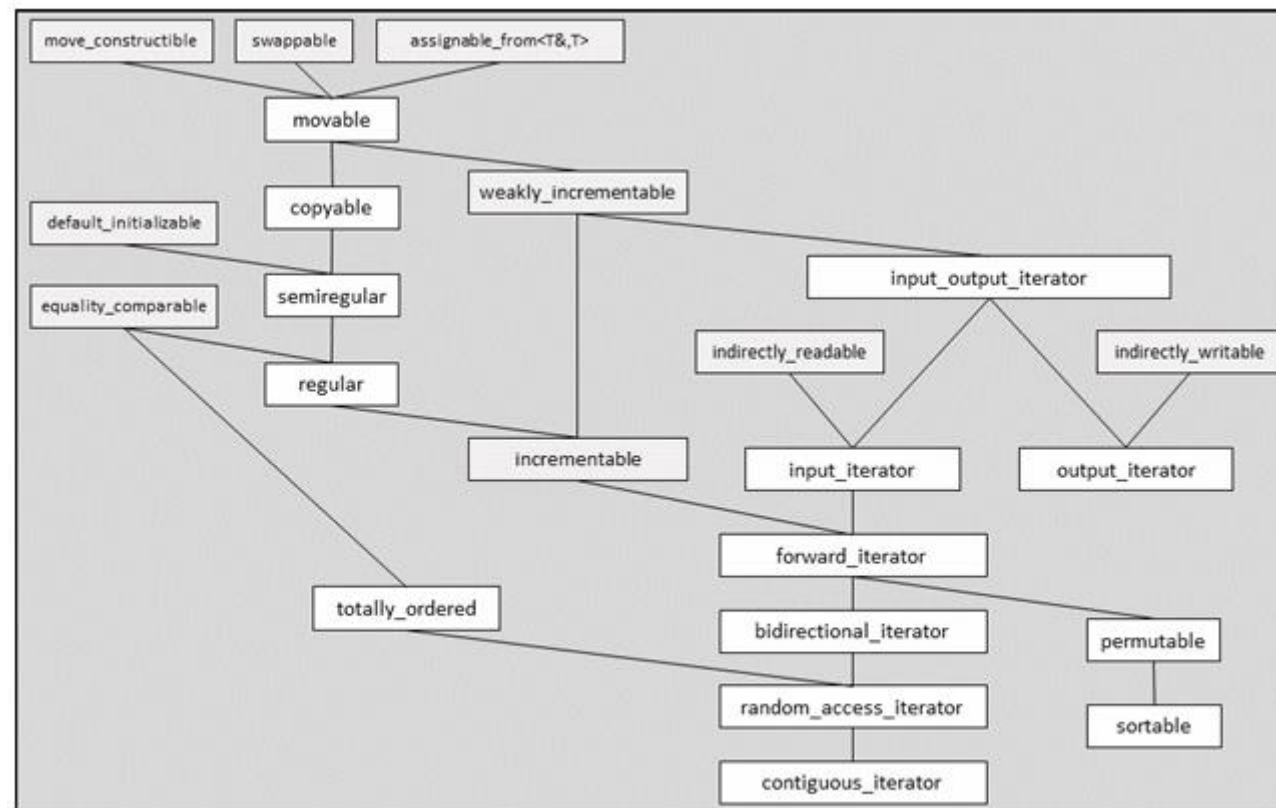 move_constructible
swappable
assignable_from<T&,T>
movable
weakly_incrementable
copyable
default_initializable
input_output_iterator
semiregular
equality_comparable
indirectly_readable
indirectly_writable
regular
incrementable
input_iterator
output_iterator
forward_iterator
totally_ordered
bidirectional_iterator
permutable
random_access_iterator
sortable
contiguous_iterator